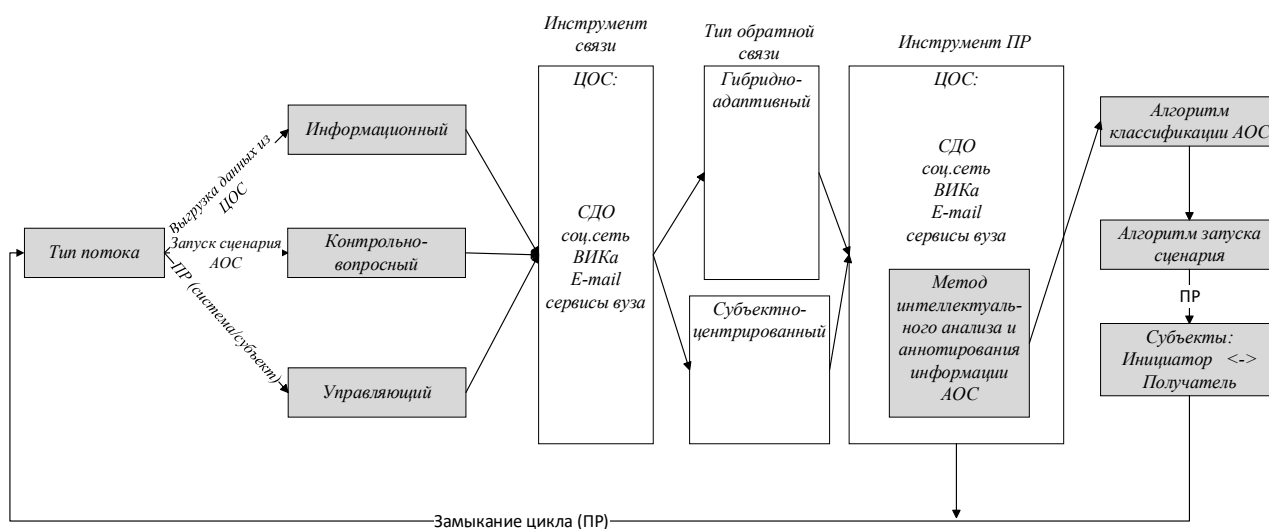 Инструмент
связи
Тип обратной
связи
Инструмент ПР
Тип потока
Выгрузка данных из
ЦОС
Запуск сценария
АОС
ПР (система/субъект)
Информационный
Контрольно-
вопросный
Управляющий
ЦОС:
СДО
соц.сеть
ВИКа
E-mail
сервисы вуза
Гибридно-
адаптивный
Субъектно-
центрированный
ЦОС:
СДО
соц.сеть
ВИКа
E-mail
сервисы вуза
Метод
интеллектуаль-
ного анализа и
аннотирования
информации
АОС
Алгоритм
классификации АОС
Алгоритм запуска
сценария
ПР
Субъекты:
Инициатор <->
Получатель
Замыкание цикла (ПР)